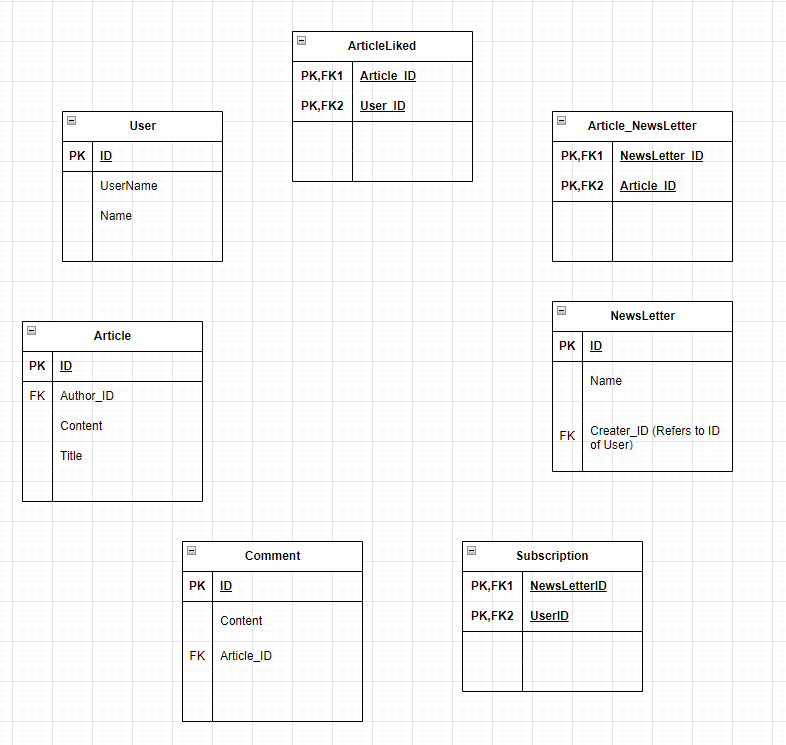 ArticleLiked
PK,FK1 Article_ID
PK,FK2 User_ID
User
PK ID
UserName
Name
Article_NewsLetter
PK,FK1 NewsLetter_ID
PK,FK2 Article_ID
Article
PK ID
FK Author_ID
Content
Title
NewsLetter
PK ID
Name
FK Creater_ID (Refers to ID
of User)
Comment
PK ID
Content
FK Article_ID
Subscription
PK,FK1 NewsLetterID
PK,FK2 UserID